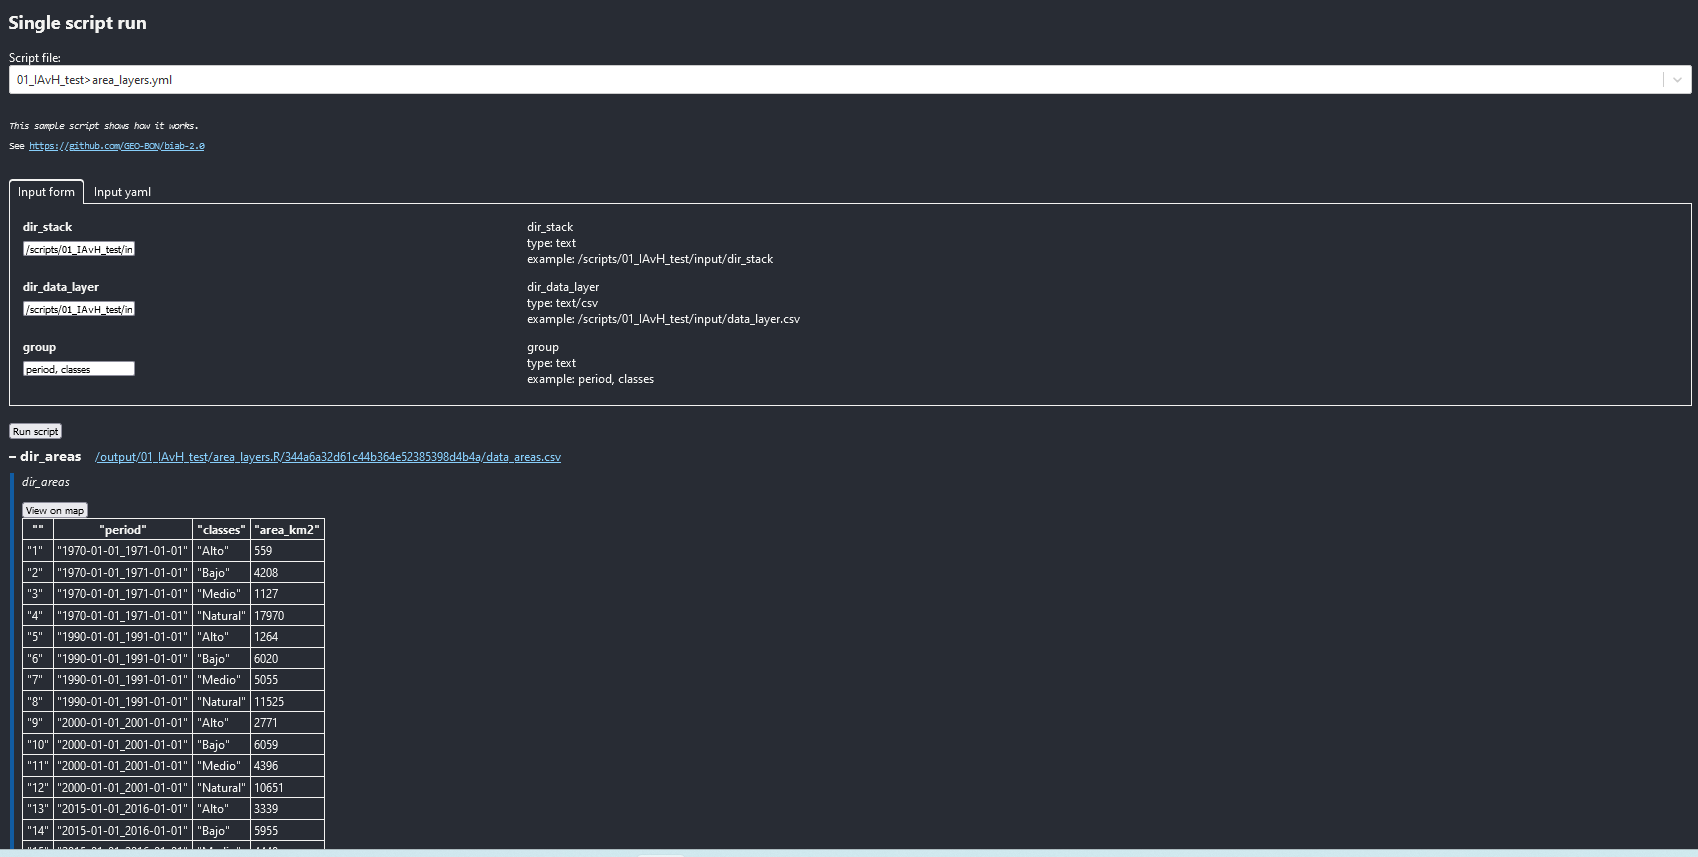 Single script run
Script file:
01_IAvH_test>area_layers.yml
This sample script shows how it works.
See https://github.com/GEO-BON/biab-2.0
Input form Input yaml
dir_stack dir_stack
/scripts/01_IAvH_test/in type: text
example: /scripts/01_IAvH_test/input/dir_stack
dir_data_layer dir_data_layer
/scripts/01_IAvH_test/in type: text/csv
example: /scripts/01_IAvH_test/input/data_layer.csv
group group
period, classes type: text
example: period, classes
Run script
– dir_areas /output/01_IAvH_test/area_layers.R/344a6a32d61c44b364e52385398d4b4a/data_areas.csv
dir_areas
View on map
"" "period" "classes" "area_km2"
"1" "1970-01-01_1971-01-01" "Alto" 559
"2" "1970-01-01_1971-01-01" "Bajo" 4208
"3" "1970-01-01_1971-01-01" "Medio" 1127
"4" "1970-01-01_1971-01-01" "Natural" 17970
"5" "1990-01-01_1991-01-01" "Alto" 1264
"6" "1990-01-01_1991-01-01" "Bajo" 6020
"7" "1990-01-01_1991-01-01" "Medio" 5055
"8" "1990-01-01_1991-01-01" "Natural" 11525
"9" "2000-01-01_2001-01-01" "Alto" 2771
"10" "2000-01-01_2001-01-01" "Bajo" 6059
"11" "2000-01-01_2001-01-01" "Medio" 4396
"12" "2000-01-01_2001-01-01" "Natural" 10651
"13" "2015-01-01_2016-01-01" "Alto" 3339
"14" "2015-01-01_2016-01-01" "Bajo" 5955